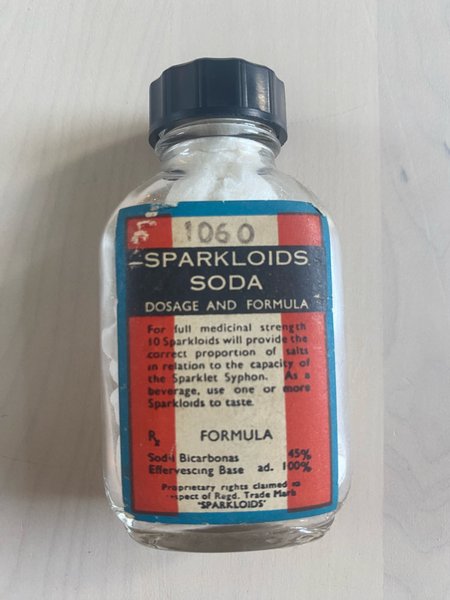 1060
SPARKLOIDS
SODA
DOSAGE AND FORMULA
For full medicinal strength
10 Sparkloids will provide the
correct proportion of salts
in relation to the capacity of
the Sparklet Syphon. As a
beverage, use one or more
Sparkloids to taste.
℞ FORMULA
Sodii Bicarbonas 45%
Effervescing Base ad. 100%
Proprietary rights claimed
Regd. Trade Mark
"SPARKLOIDS"